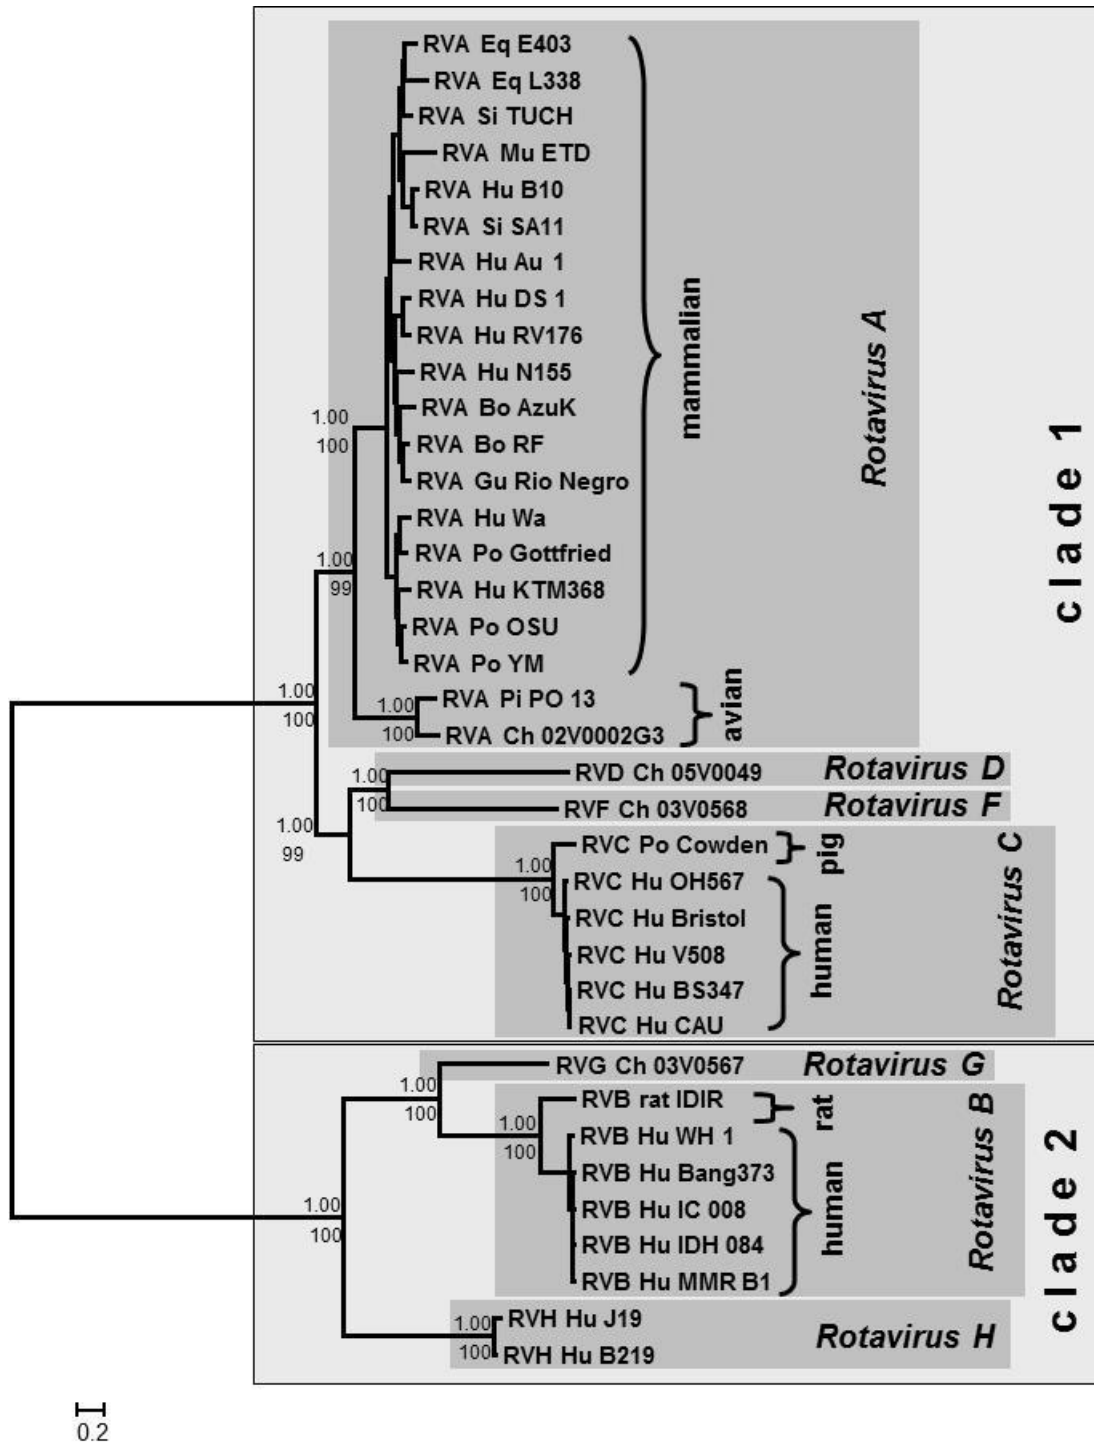 RVA Eq E403
RVA Eq L338
RVA Si TUCH
RVA Mu ETD
RVA Hu B10
RVA Si SA11
RVA Hu Au 1
RVA Hu DS 1
RVA Hu RV176
RVA Hu N155
RVA Bo AzuK
RVA Bo RF
RVA Gu Rio Negro
RVA Hu Wa
RVA Po Gottfried
RVA Hu KTM368
RVA Po OSU
RVA Po YM
mammalian
Rotavirus A
clade 1
1.00
100
1.00
99
1.00
100
RVA Pi PO 13
RVA Ch 02V0002G3
avian
1.00
100
RVD Ch 05V0049
Rotavirus D
1.00
100
RVF Ch 03V0568
Rotavirus F
1.00
99
RVC Po Cowden
pig
1.00
100
RVC Hu OH567
RVC Hu Bristol
RVC Hu V508
RVC Hu BS347
RVC Hu CAU
human
Rotavirus C
RVG Ch 03V0567
Rotavirus G
1.00
100
RVB rat IDIR
rat
1.00
100
RVB Hu WH 1
RVB Hu Bang373
RVB Hu IC 008
RVB Hu IDH 084
RVB Hu MMR B1
human
Rotavirus B
clade 2
1.00
100
RVH Hu J19
RVH Hu B219
1.00
100
Rotavirus H
0.2